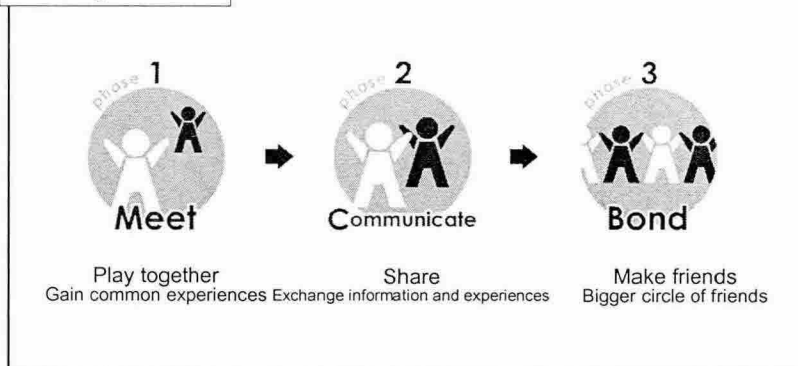 phase 1
Meet
Play together
Gain common experiences
phase 2
Communicate
Share
Exchange information and experiences
phase 3
Bond
Make friends
Bigger circle of friends